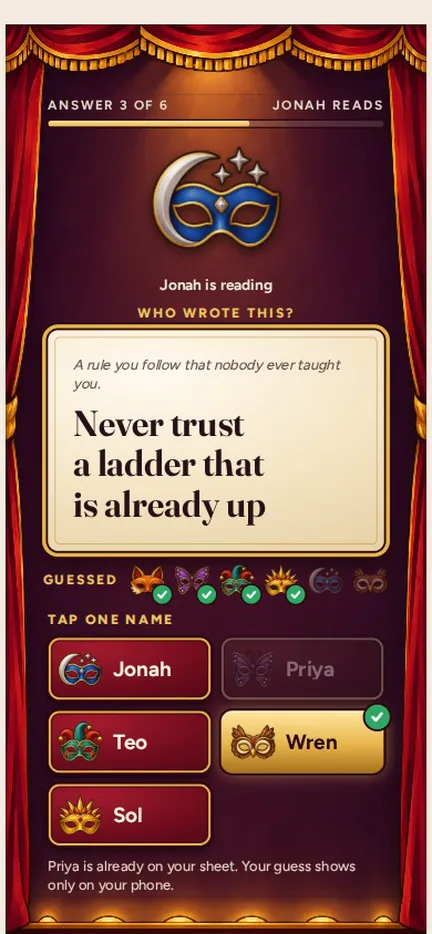 ANSWER 3 OF 6
JONAH READS
Jonah is reading
WHO WROTE THIS?
A rule you follow that nobody ever taught
you.
Never trust
a ladder that
is already up
GUESSED
TAP ONE NAME
Jonah
Priya
Teo
Wren
Sol
Priya is already on your sheet. Your guess shows
only on your phone.